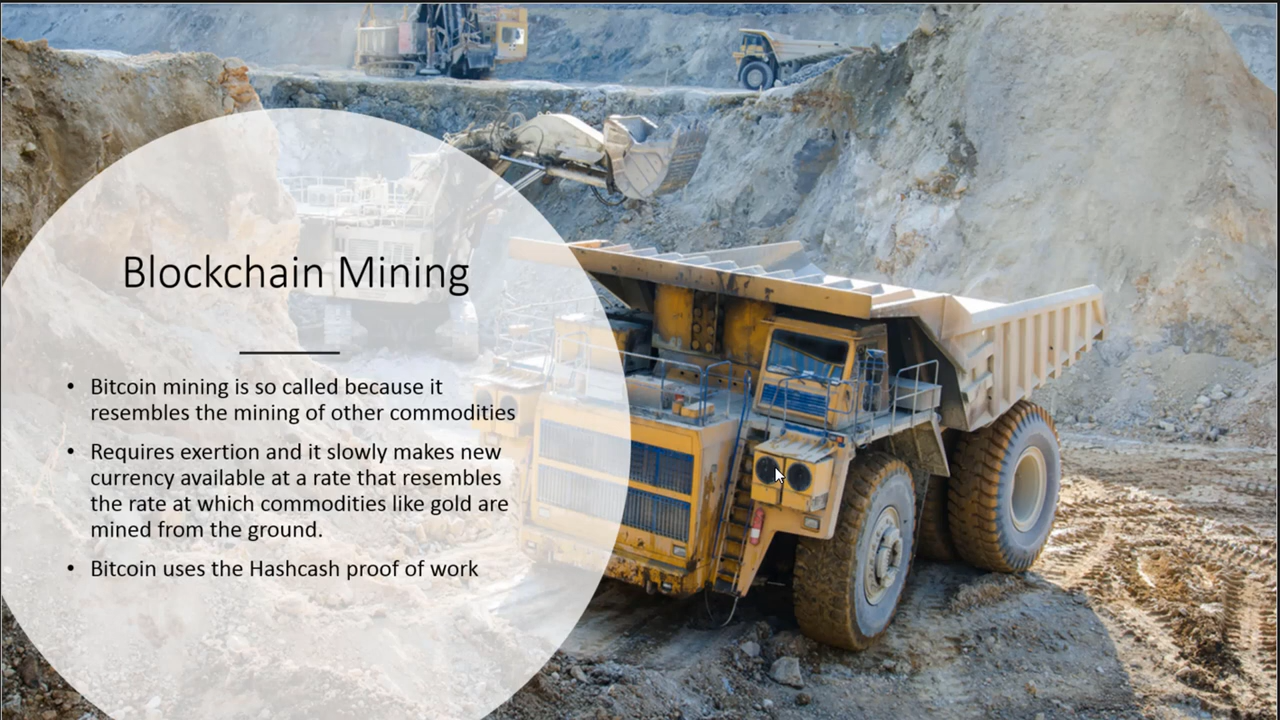 Blockchain Mining
• Bitcoin mining is so called because it
resembles the mining of other commodities
• Requires exertion and it slowly makes new
currency available at a rate that resembles
the rate at which commodities like gold are
mined from the ground.
• Bitcoin uses the Hashcash proof of work